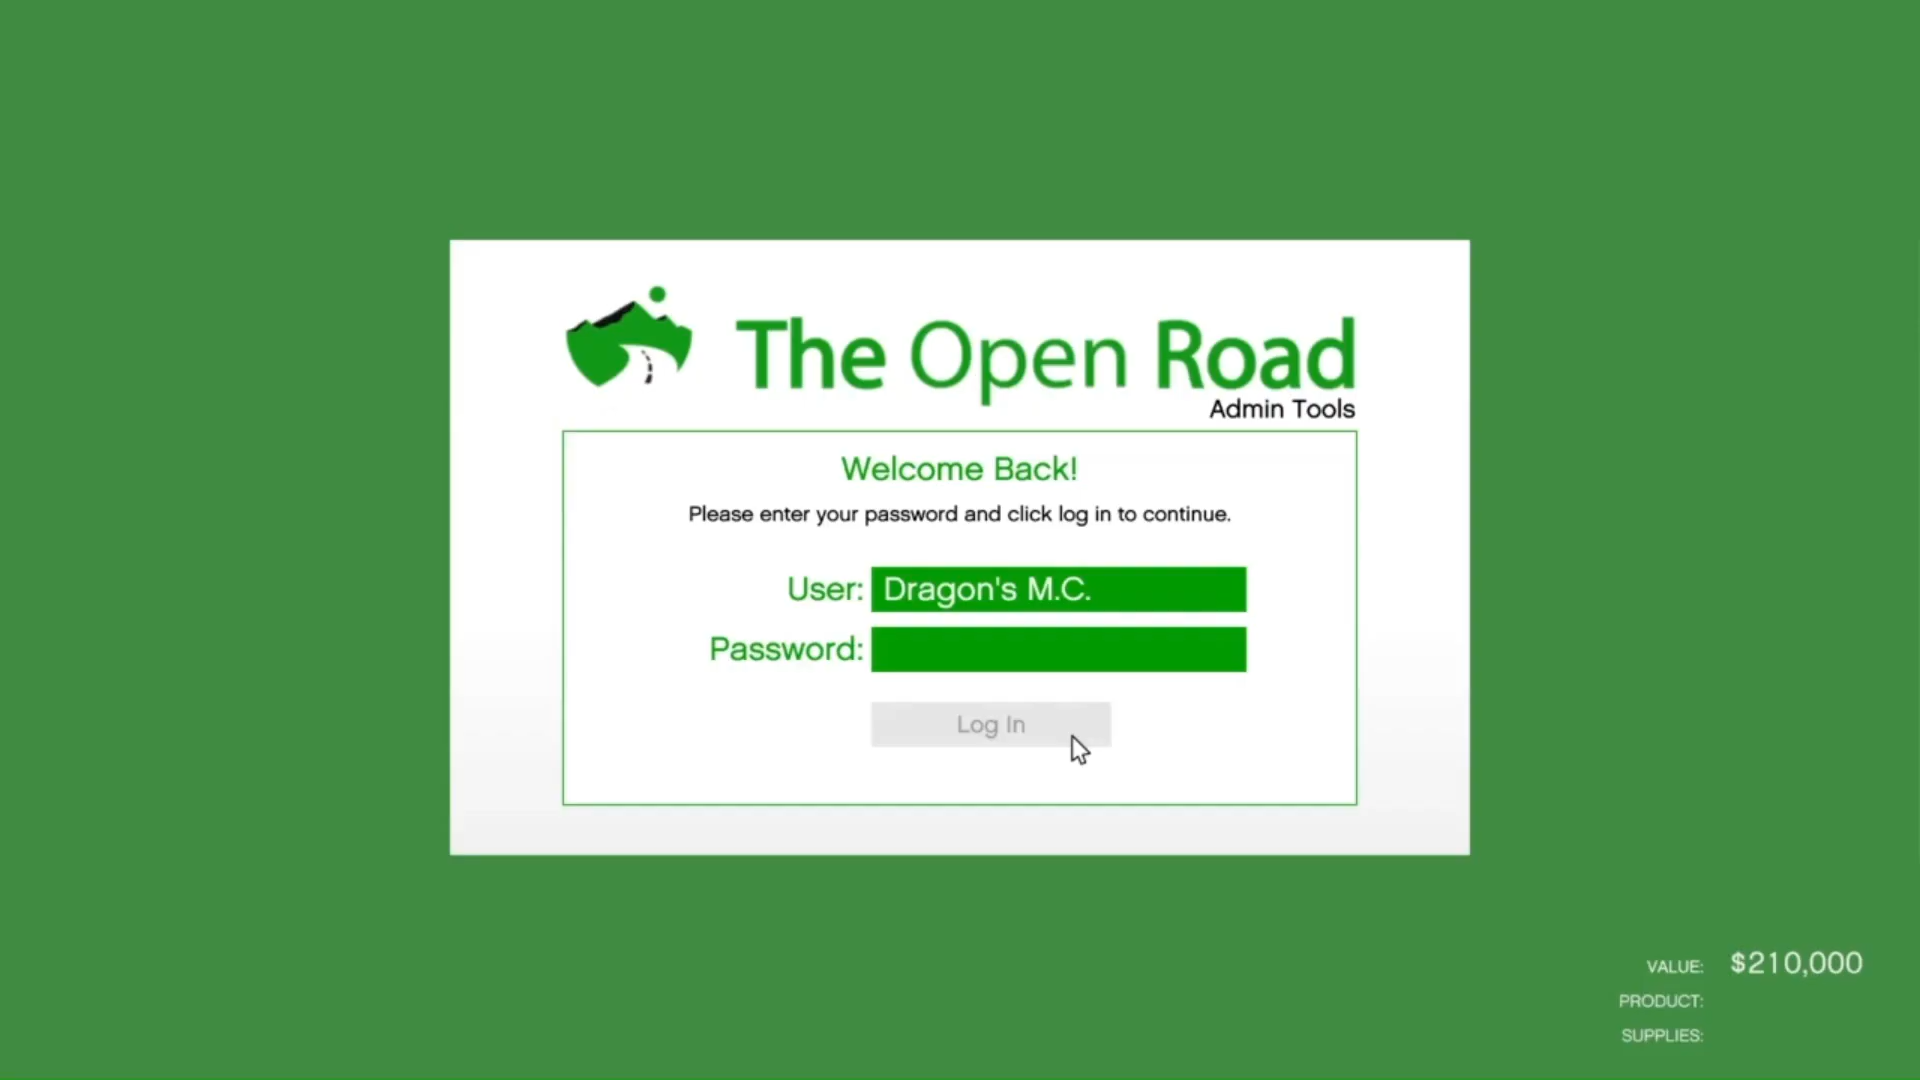 The Open Road
Admin Tools
Welcome Back!
Please enter your password and click log in to continue.
User: Dragon's M.C.
Password:
Log In
VALUE: $210,000
PRODUCT:
SUPPLIES: